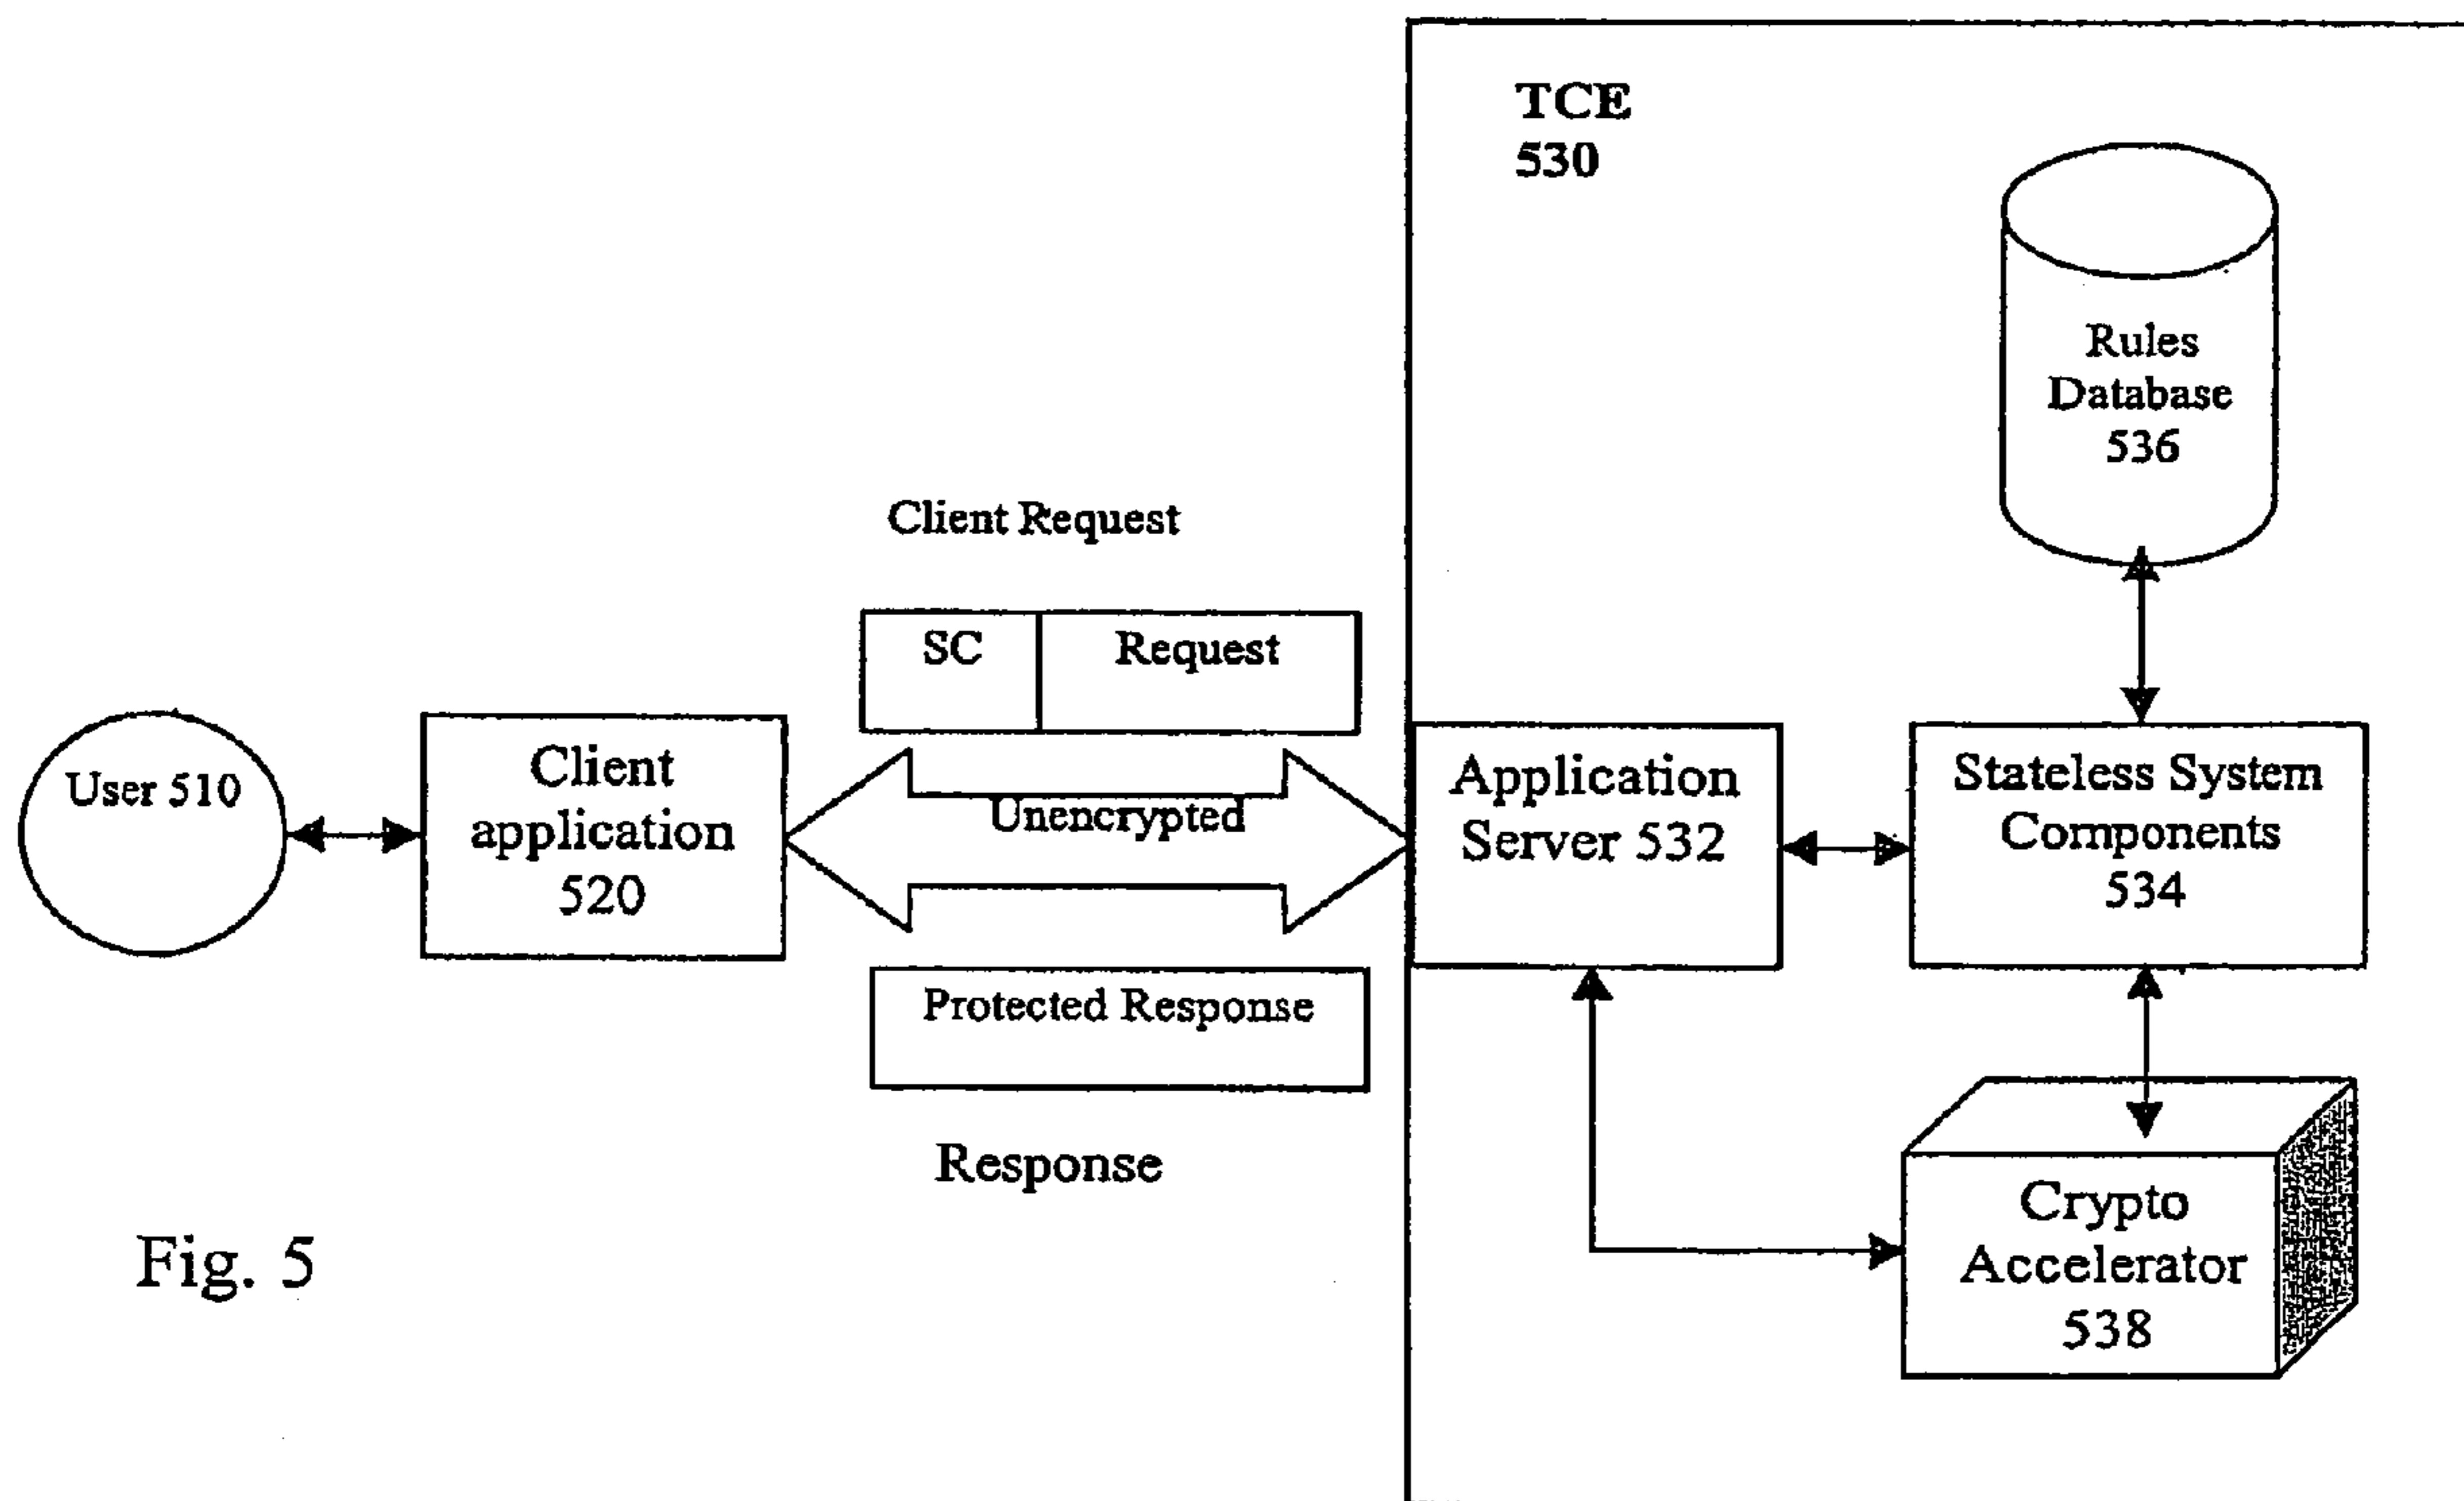 TCE
530
Rules
Database
536
Client Request
SC
Request
User 510
Client
application
520
Unencrypted
Application
Server 532
Stateless System
Components
534
Protected Response
Response
Crypto
Accelerator
538
Fig. 5